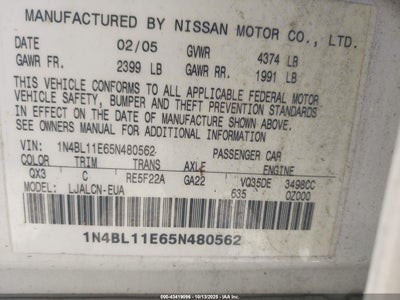 MANUFACTURED BY NISSAN MOTOR CO., LTD.
DATE 02/05 GVWR 4374 LB
GAWR FR. 2399 LB GAWR RR. 1991 LB
THIS VEHICLE CONFORMS TO ALL APPLICABLE FEDERAL MOTOR
VEHICLE SAFETY, BUMPER AND THEFT PREVENTION STANDARDS
IN EFFECT ON THE DATE OF MANUFACTURE SHOWN ABOVE.
SEE OWNERS MANUAL FOR ADDITIONAL INFORMATION
VIN: 1N4BL11E65N480562 PASSENGER CAR
COLOR TRIM TRANS AXLE ENGINE
QX3 C RE5F22A GA22 VQ35DE 3498CC
MODEL: LJALCN-EUA 635 0Z000
1N4BL11E65N480562
000-43419096 10/13/2025 IAAI